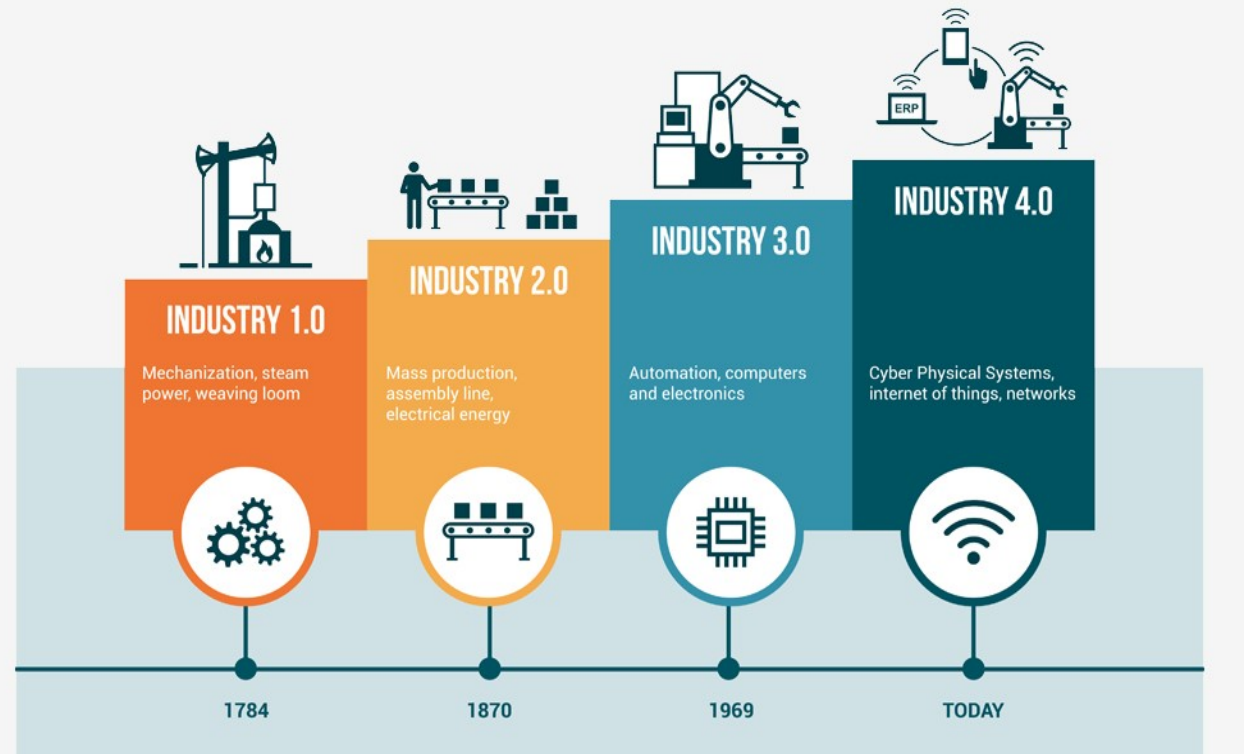 ERP
INDUSTRY 4.0
INDUSTRY 3.0
INDUSTRY 2.0
INDUSTRY 1.0
Mechanization, steam
power, weaving loom
Mass production,
assembly line,
electrical energy
Automation, computers
and electronics
Cyber Physical Systems,
internet of things, networks
1784
1870
1969
TODAY